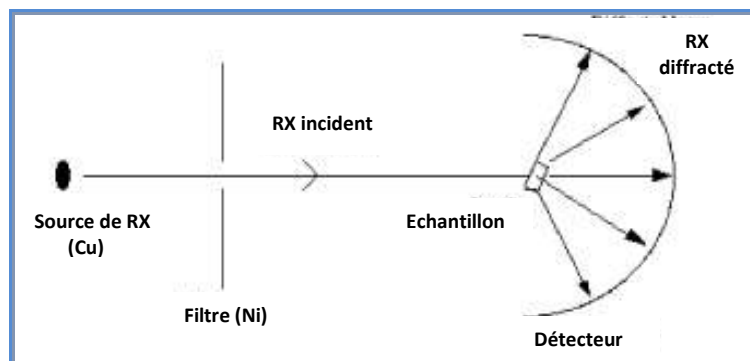 RX
diffracté
RX incident
Source de RX
(Cu)
Echantillon
Filtre (Ni)
Détecteur